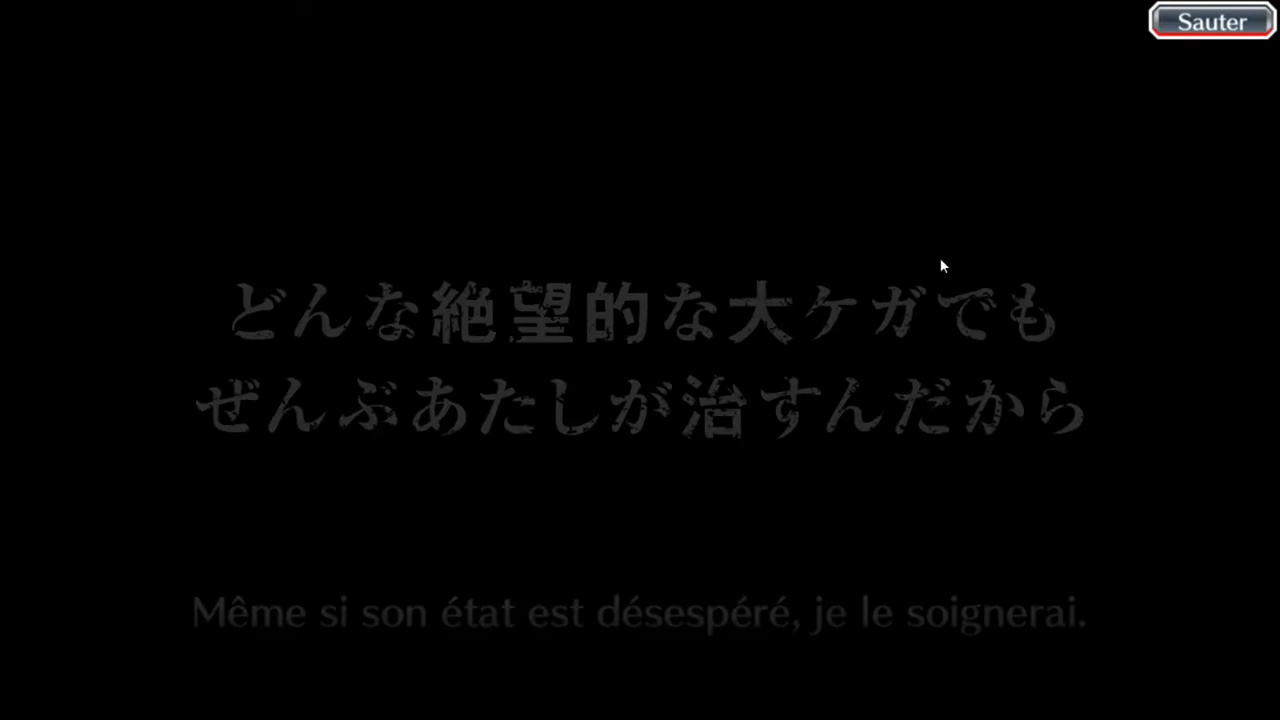 Sauter
どんな絶望的な大ケガでも
ぜんぶあたしが治すんだから
Même si son état est désespéré, je le soignerai.